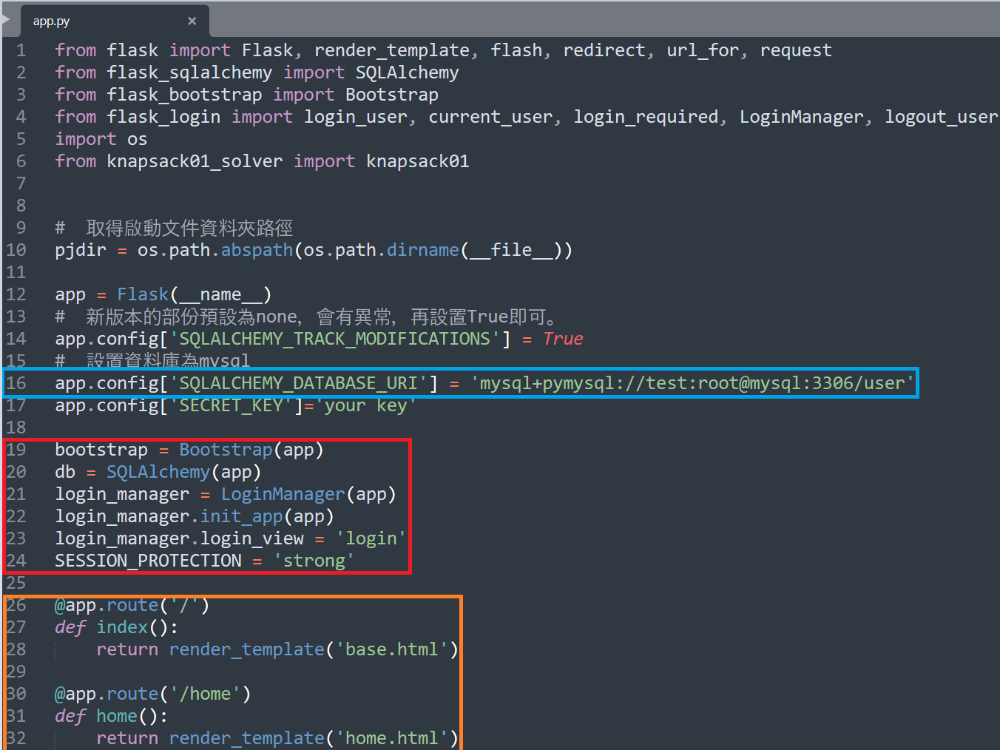 app.py ×
1 from flask import Flask, render_template, flash, redirect, url_for, request
2 from flask_sqlalchemy import SQLAlchemy
3 from flask_bootstrap import Bootstrap
4 from flask_login import login_user, current_user, login_required, LoginManager, logout_user
5 import os
6 from knapsack01_solver import knapsack01
7
8
9 #  取得啟動文件資料夾路徑
10 pjdir = os.path.abspath(os.path.dirname(__file__))
11
12 app = Flask(__name__)
13 #  新版本的部份預設為none, 會有異常, 再設置True即可。
14 app.config['SQLALCHEMY_TRACK_MODIFICATIONS'] = True
15 #  設置資料庫為mysql
16 app.config['SQLALCHEMY_DATABASE_URI'] = 'mysql+pymysql://test:root@mysql:3306/user'
17 app.config['SECRET_KEY']='your key'
18
19 bootstrap = Bootstrap(app)
20 db = SQLAlchemy(app)
21 login_manager = LoginManager(app)
22 login_manager.init_app(app)
23 login_manager.login_view = 'login'
24 SESSION_PROTECTION = 'strong'
25
26 @app.route('/')
27 def index():
28     return render_template('base.html')
29
30 @app.route('/home')
31 def home():
32     return render_template('home.html')